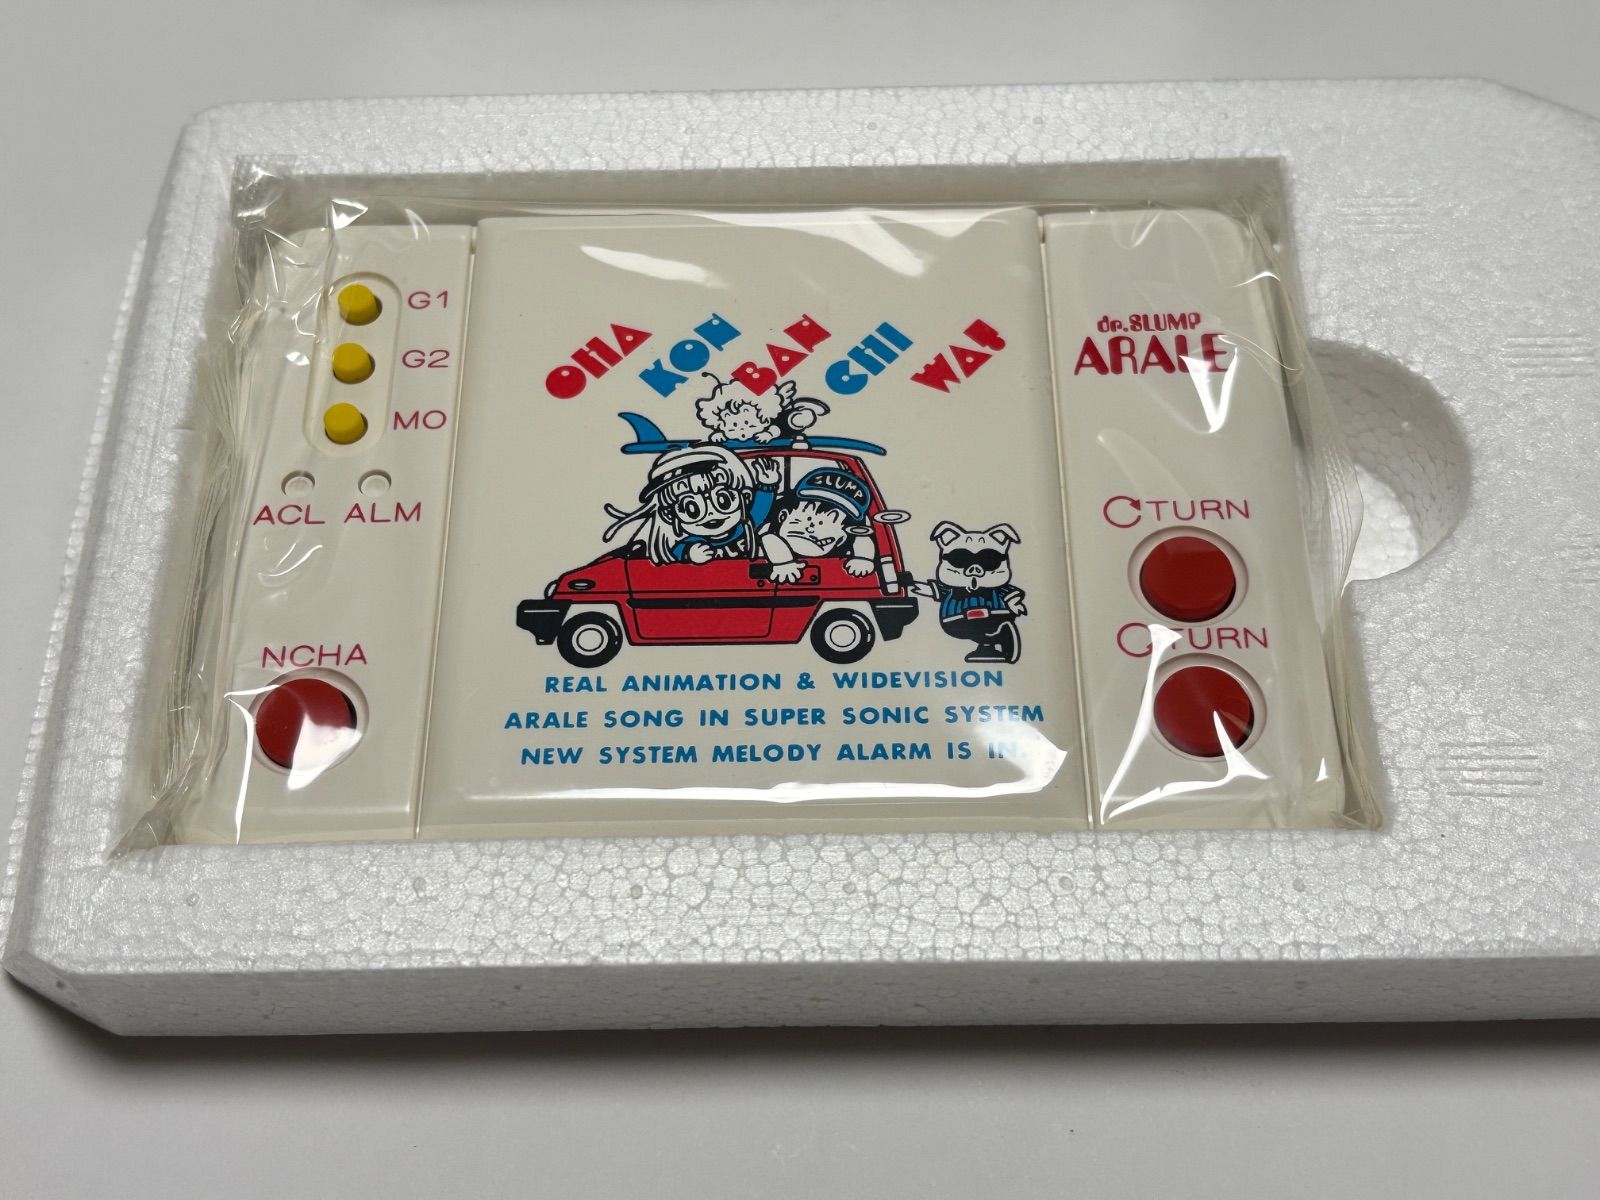 G1
G2
MO
ACL ALM
NCHA
OHA KON BAN CHI WA!
SLUMP
REAL ANIMATION & WIDEVISION
ARALE SONG IN SUPER SONIC SYSTEM
NEW SYSTEM MELODY ALARM IS IN.
dr.SLUMP
ARALE
TURN
TURN